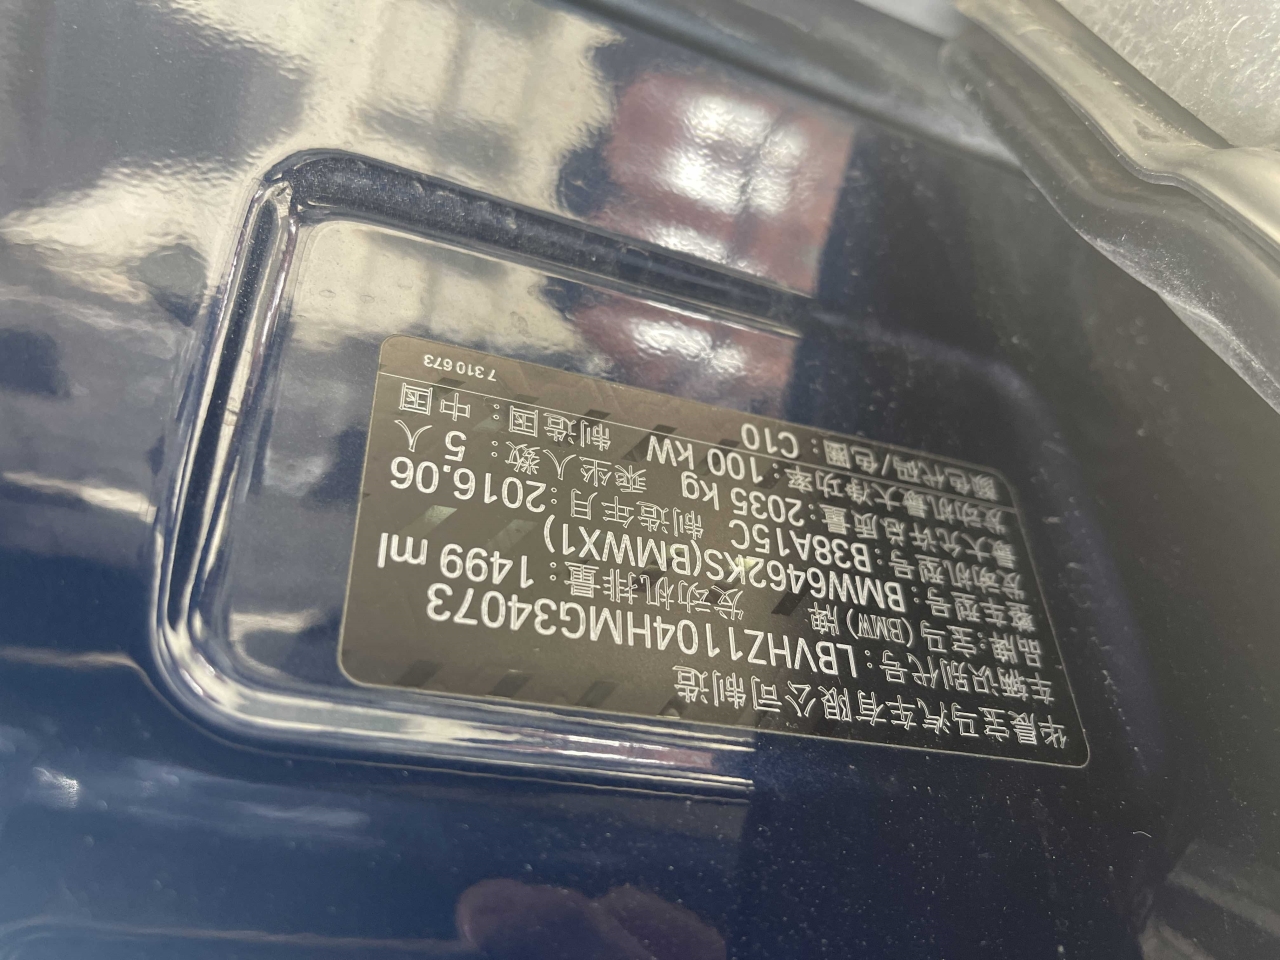 华晨宝马汽车有限公司制造
车辆识别代号:LBVHZ1104HMG34073
品牌:宝马(BMW)牌 发动机排量:1499 ml
整车型号:BMW6462KS(BMWX1)
发动机型号:B38A15C 制造年月:2016.06
最大允许总质量:2035 kg 乘坐人数:5 人
发动机最大净功率:100 kW 制造国:中国
颜色代码/色圈:C10
7 310 673